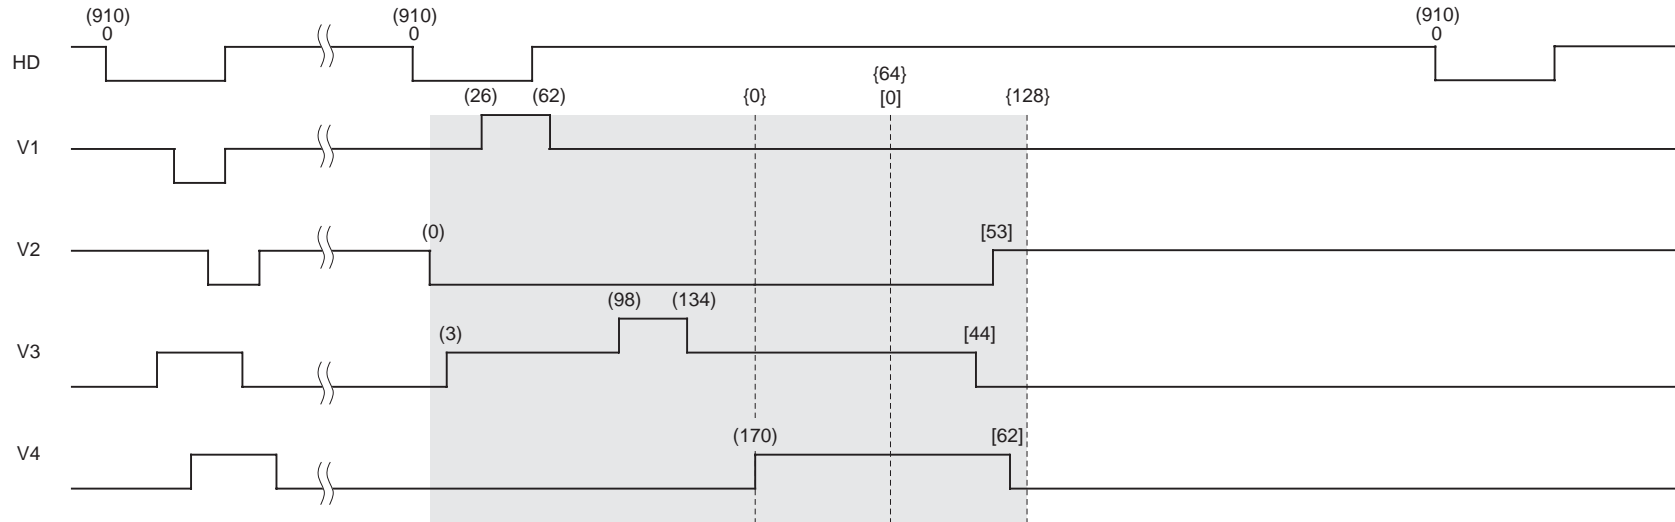 (910) (910) (910)
0 0 0
HD
{64}
(26) (62) {0} [0] {128}
V1
(0) [53]
V2
(98) (134)
(3) [44]
V3
(170) [62]
V4